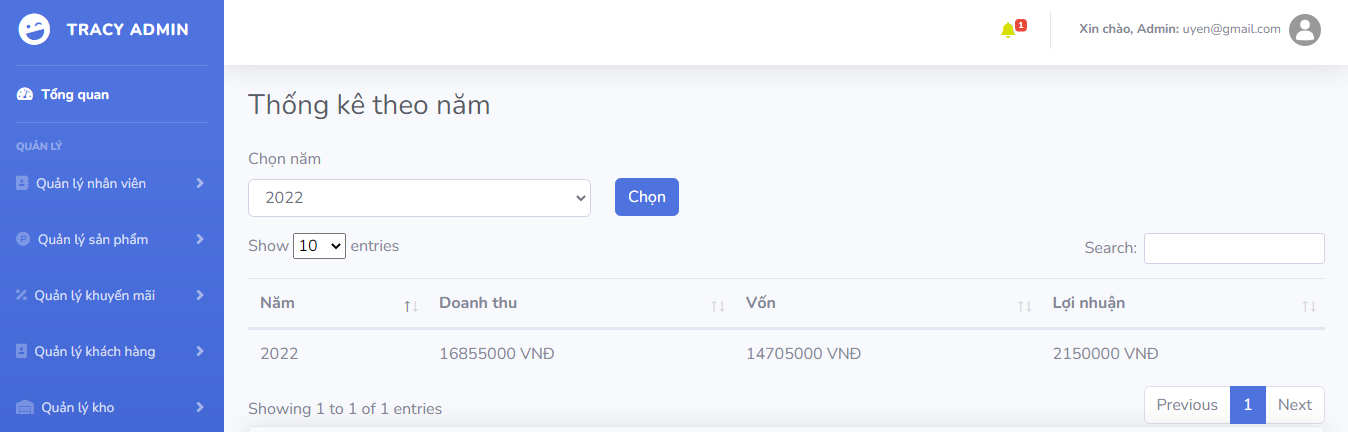 TRACY ADMIN
1
Xin chào, Admin: uyen@gmail.com
Tổng quan
QUẢN LÝ
Quản lý nhân viên
Quản lý sản phẩm
Quản lý khuyến mãi
Quản lý khách hàng
Quản lý kho
Thống kê theo năm
Chọn năm
2022 Chọn
Show 10 entries Search:
Năm Doanh thu Vốn Lợi nhuận
2022 16855000 VNĐ 14705000 VNĐ 2150000 VNĐ
Showing 1 to 1 of 1 entries Previous 1 Next